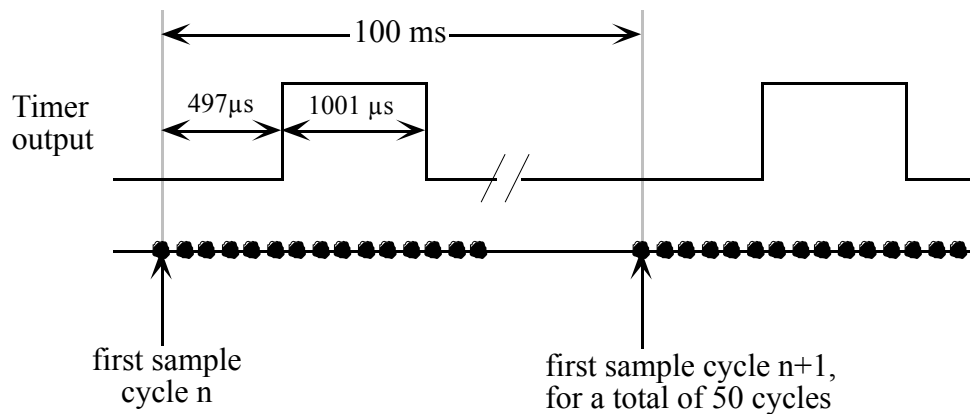 100 ms
497µs
1001 µs
Timer
output
first sample
cycle n
first sample cycle n+1,
for a total of 50 cycles